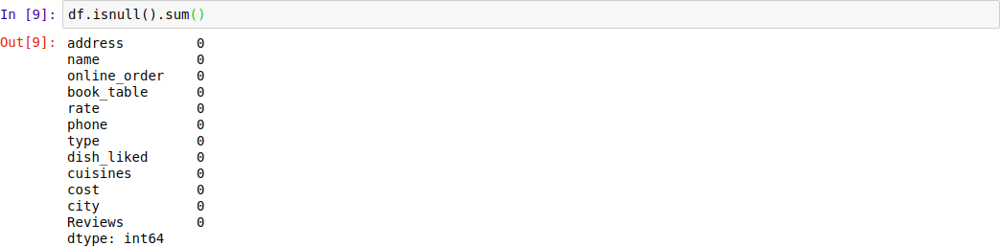 In [9]: df.isnull().sum()
Out[9]: address 0
name 0
online_order 0
book_table 0
rate 0
phone 0
type 0
dish_liked 0
cuisines 0
cost 0
city 0
Reviews 0
dtype: int64